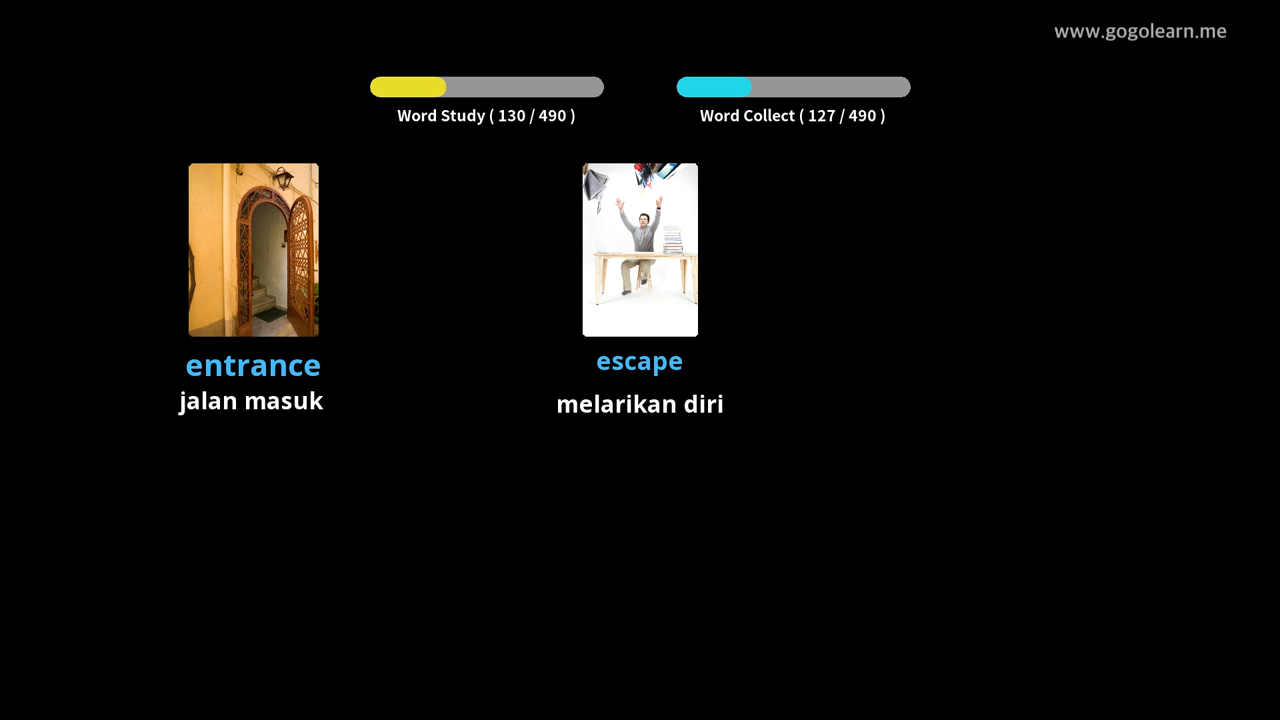 www.gogolearn.me
Word Study ( 130 / 490 )
Word Collect ( 127 / 490 )
entrance
jalan masuk
escape
melarikan diri